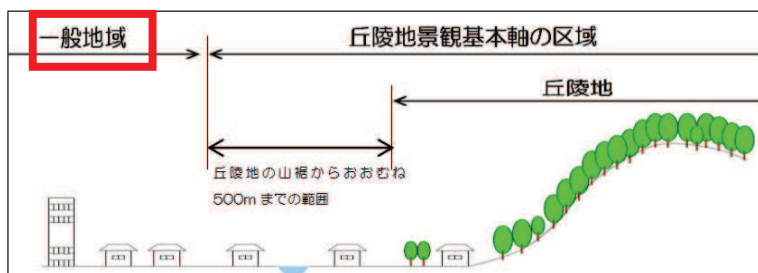 一般地域
丘陵地景観基本軸の区域
丘陵地
丘陵地の山裾からおおむね
500mまでの範囲